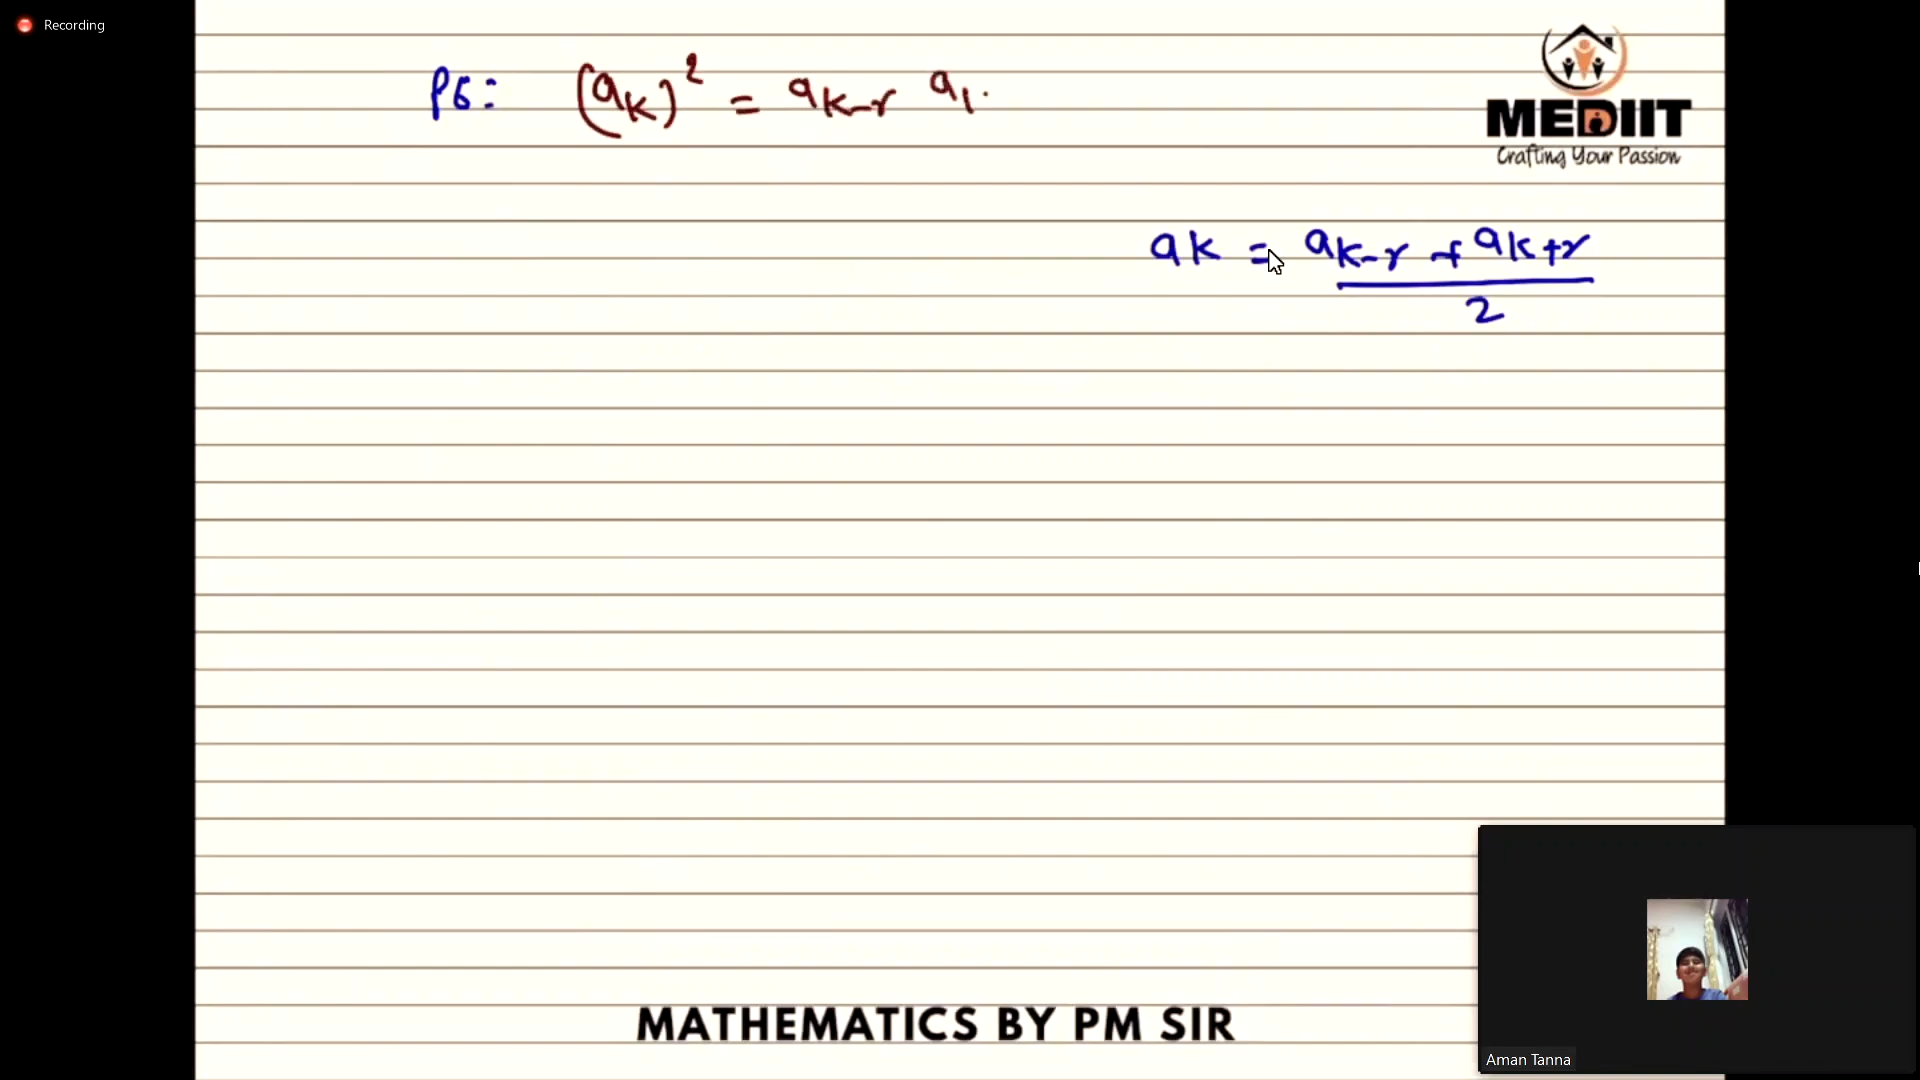 Recording
P6: (aₖ)² = aₖ₋ᵣ a₁.
MEDIIT
Crafting Your Passion
aₖ = aₖ₋ᵣ + aₖ₊ᵣ
2
MATHEMATICS BY PM SIR
Aman Tanna